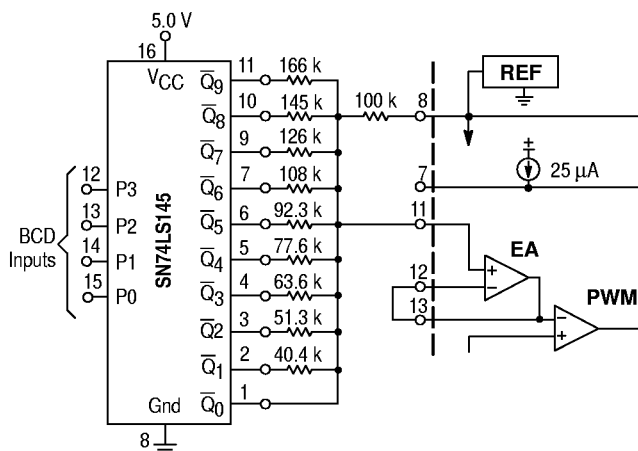 5.0 V
16
VCC
SN74LS145
BCD
Inputs
12
P3
13
P2
14
P1
15
P0
Gnd
8
Q9 11 166 k
Q8 10 145 k
Q7 9 126 k
Q6 7 108 k
Q5 6 92.3 k
Q4 5 77.6 k
Q3 4 63.6 k
Q2 3 51.3 k
Q1 2 40.4 k
Q0 1
100 k
8
REF
7
25 µA
11
EA
+
–
12
13
PWM
–
+